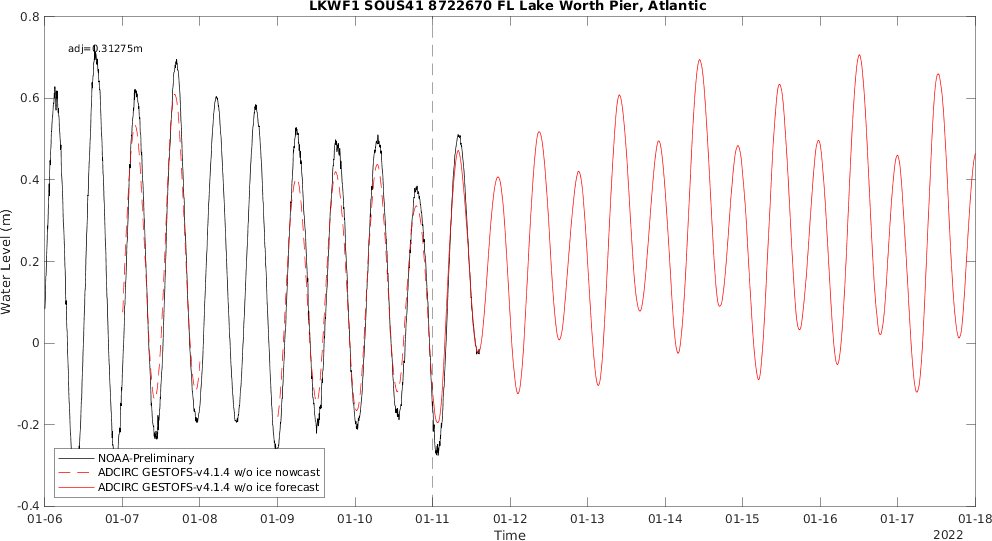 LKWF1 SOUS41 8722670 FL Lake Worth Pier, Atlantic
adj=0.31275m
Water Level (m)
0.8
0.6
0.4
0.2
0
-0.2
-0.4
NOAA-Preliminary
ADCIRC GESTOFS-v4.1.4 w/o ice nowcast
ADCIRC GESTOFS-v4.1.4 w/o ice forecast
01-06 01-07 01-08 01-09 01-10 01-11 01-12 01-13 01-14 01-15 01-16 01-17 01-18
Time
2022